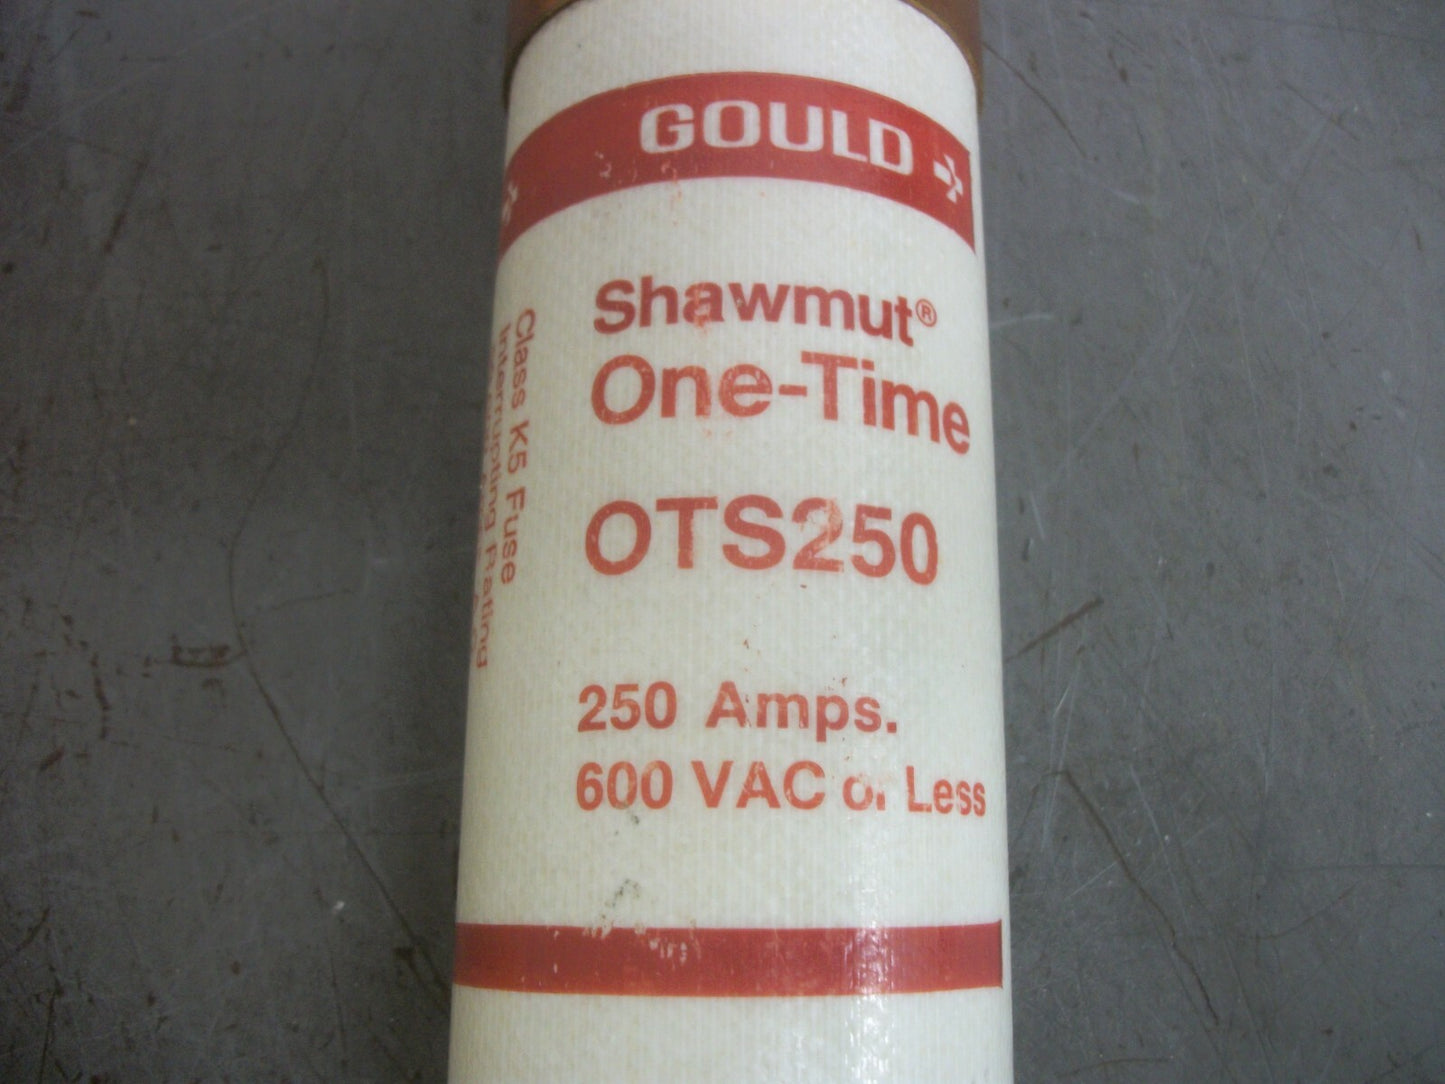 GOULD
Shawmut®
One-Time
OTS250
250 Amps.
600 VAC or Less
Class K5 Fuse
Interrupting Rating